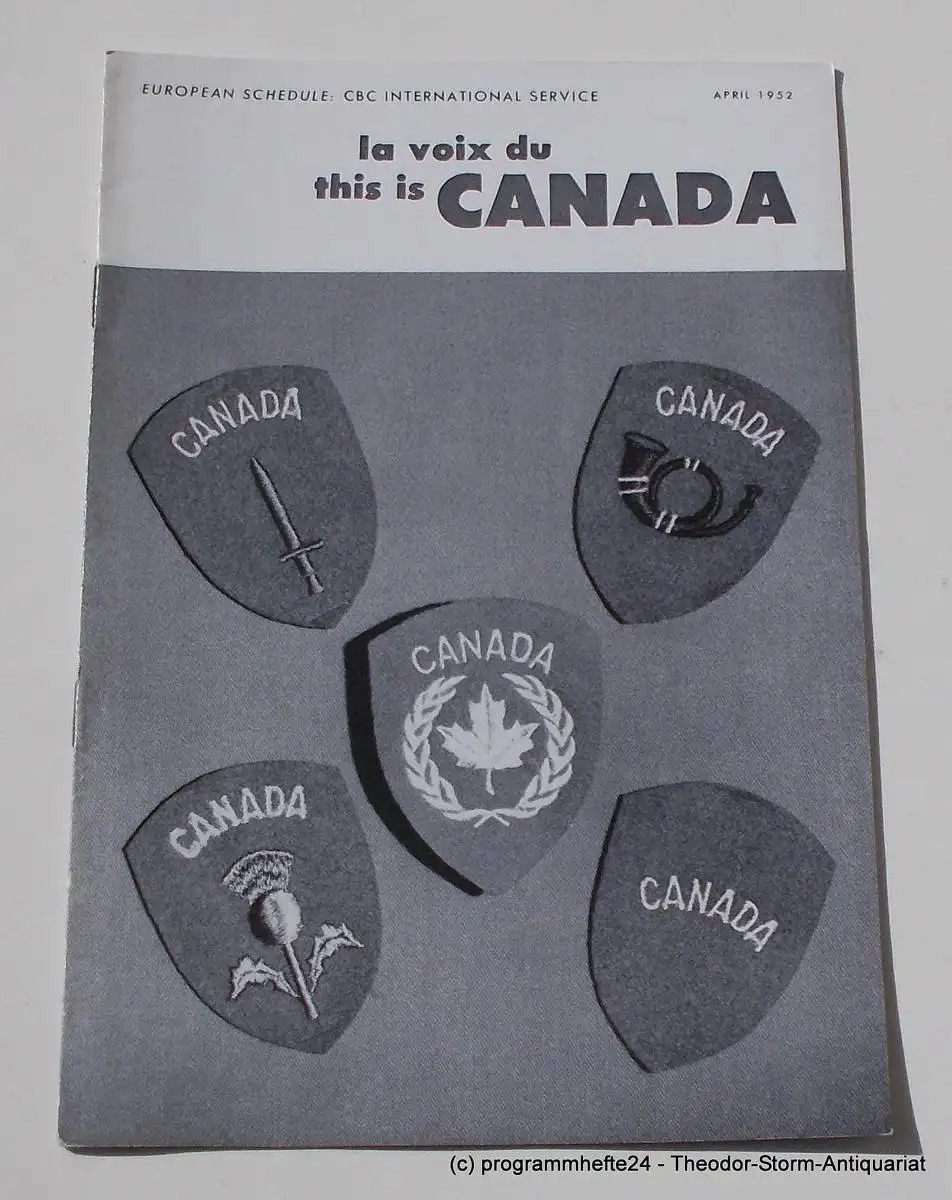 EUROPEAN SCHEDULE: CBC INTERNATIONAL SERVICE APRIL 1952
la voix du
this is CANADA
CANADA
CANADA
CANADA
CANADA
CANADA
(c) programmhefte24 - Theodor-Storm-Antiquariat